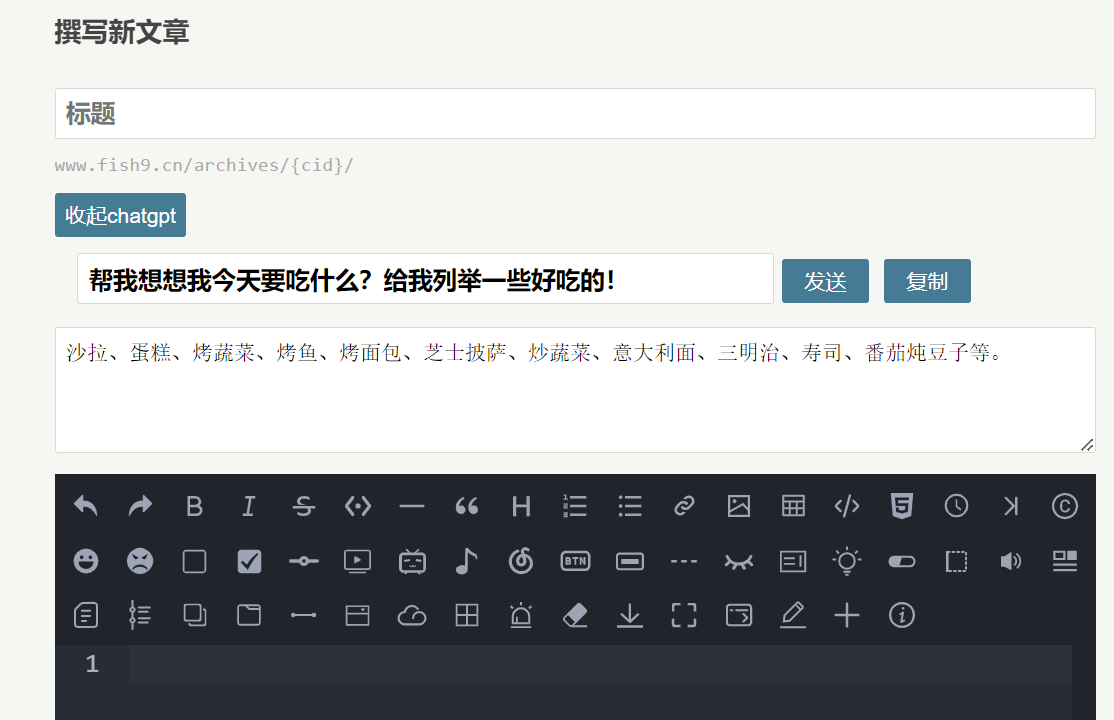 撰写新文章
标题
www.fish9.cn/archives/{cid}/
收起chatgpt
帮我想想我今天要吃什么？给我列举一些好吃的！ 发送 复制
沙拉、蛋糕、烤蔬菜、烤鱼、烤面包、芝士披萨、炒蔬菜、意大利面、三明治、寿司、番茄炖豆子等。
BTN
1